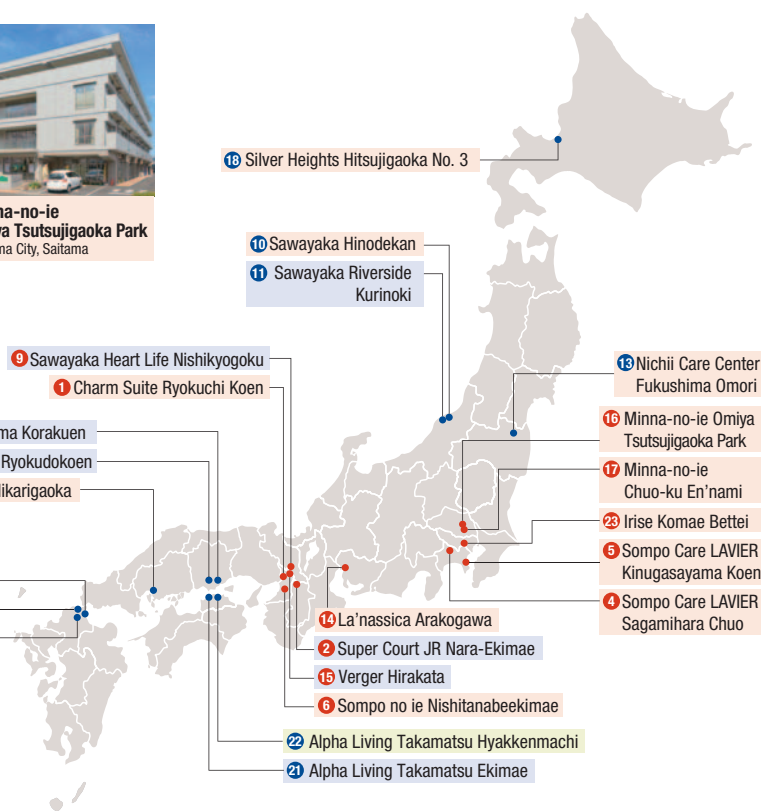 na-no-ie
a Tsutsujigaoka Park
ma City, Saitama
18 Silver Heights Hitsujigaoka No. 3
10 Sawayaka Hinodekan
11 Sawayaka Riverside
Kurinoki
9 Sawayaka Heart Life Nishikyogoku
1 Charm Suite Ryokuchi Koen
ma Korakuen
Ryokudokoen
likarigaoka
13 Nichii Care Center
Fukushima Omori
16 Minna-no-ie Omiya
Tsutsujigaoka Park
17 Minna-no-ie
Chuo-ku En'nami
23 Irise Komae Bettei
5 Sompo Care LAVIER
Kinugasayama Koen
4 Sompo Care LAVIER
Sagamihara Chuo
14 La'nassica Arakogawa
2 Super Court JR Nara-Ekimae
15 Verger Hirakata
6 Sompo no ie Nishitanabeekimae
22 Alpha Living Takamatsu Hyakkenmachi
21 Alpha Living Takamatsu Ekimae